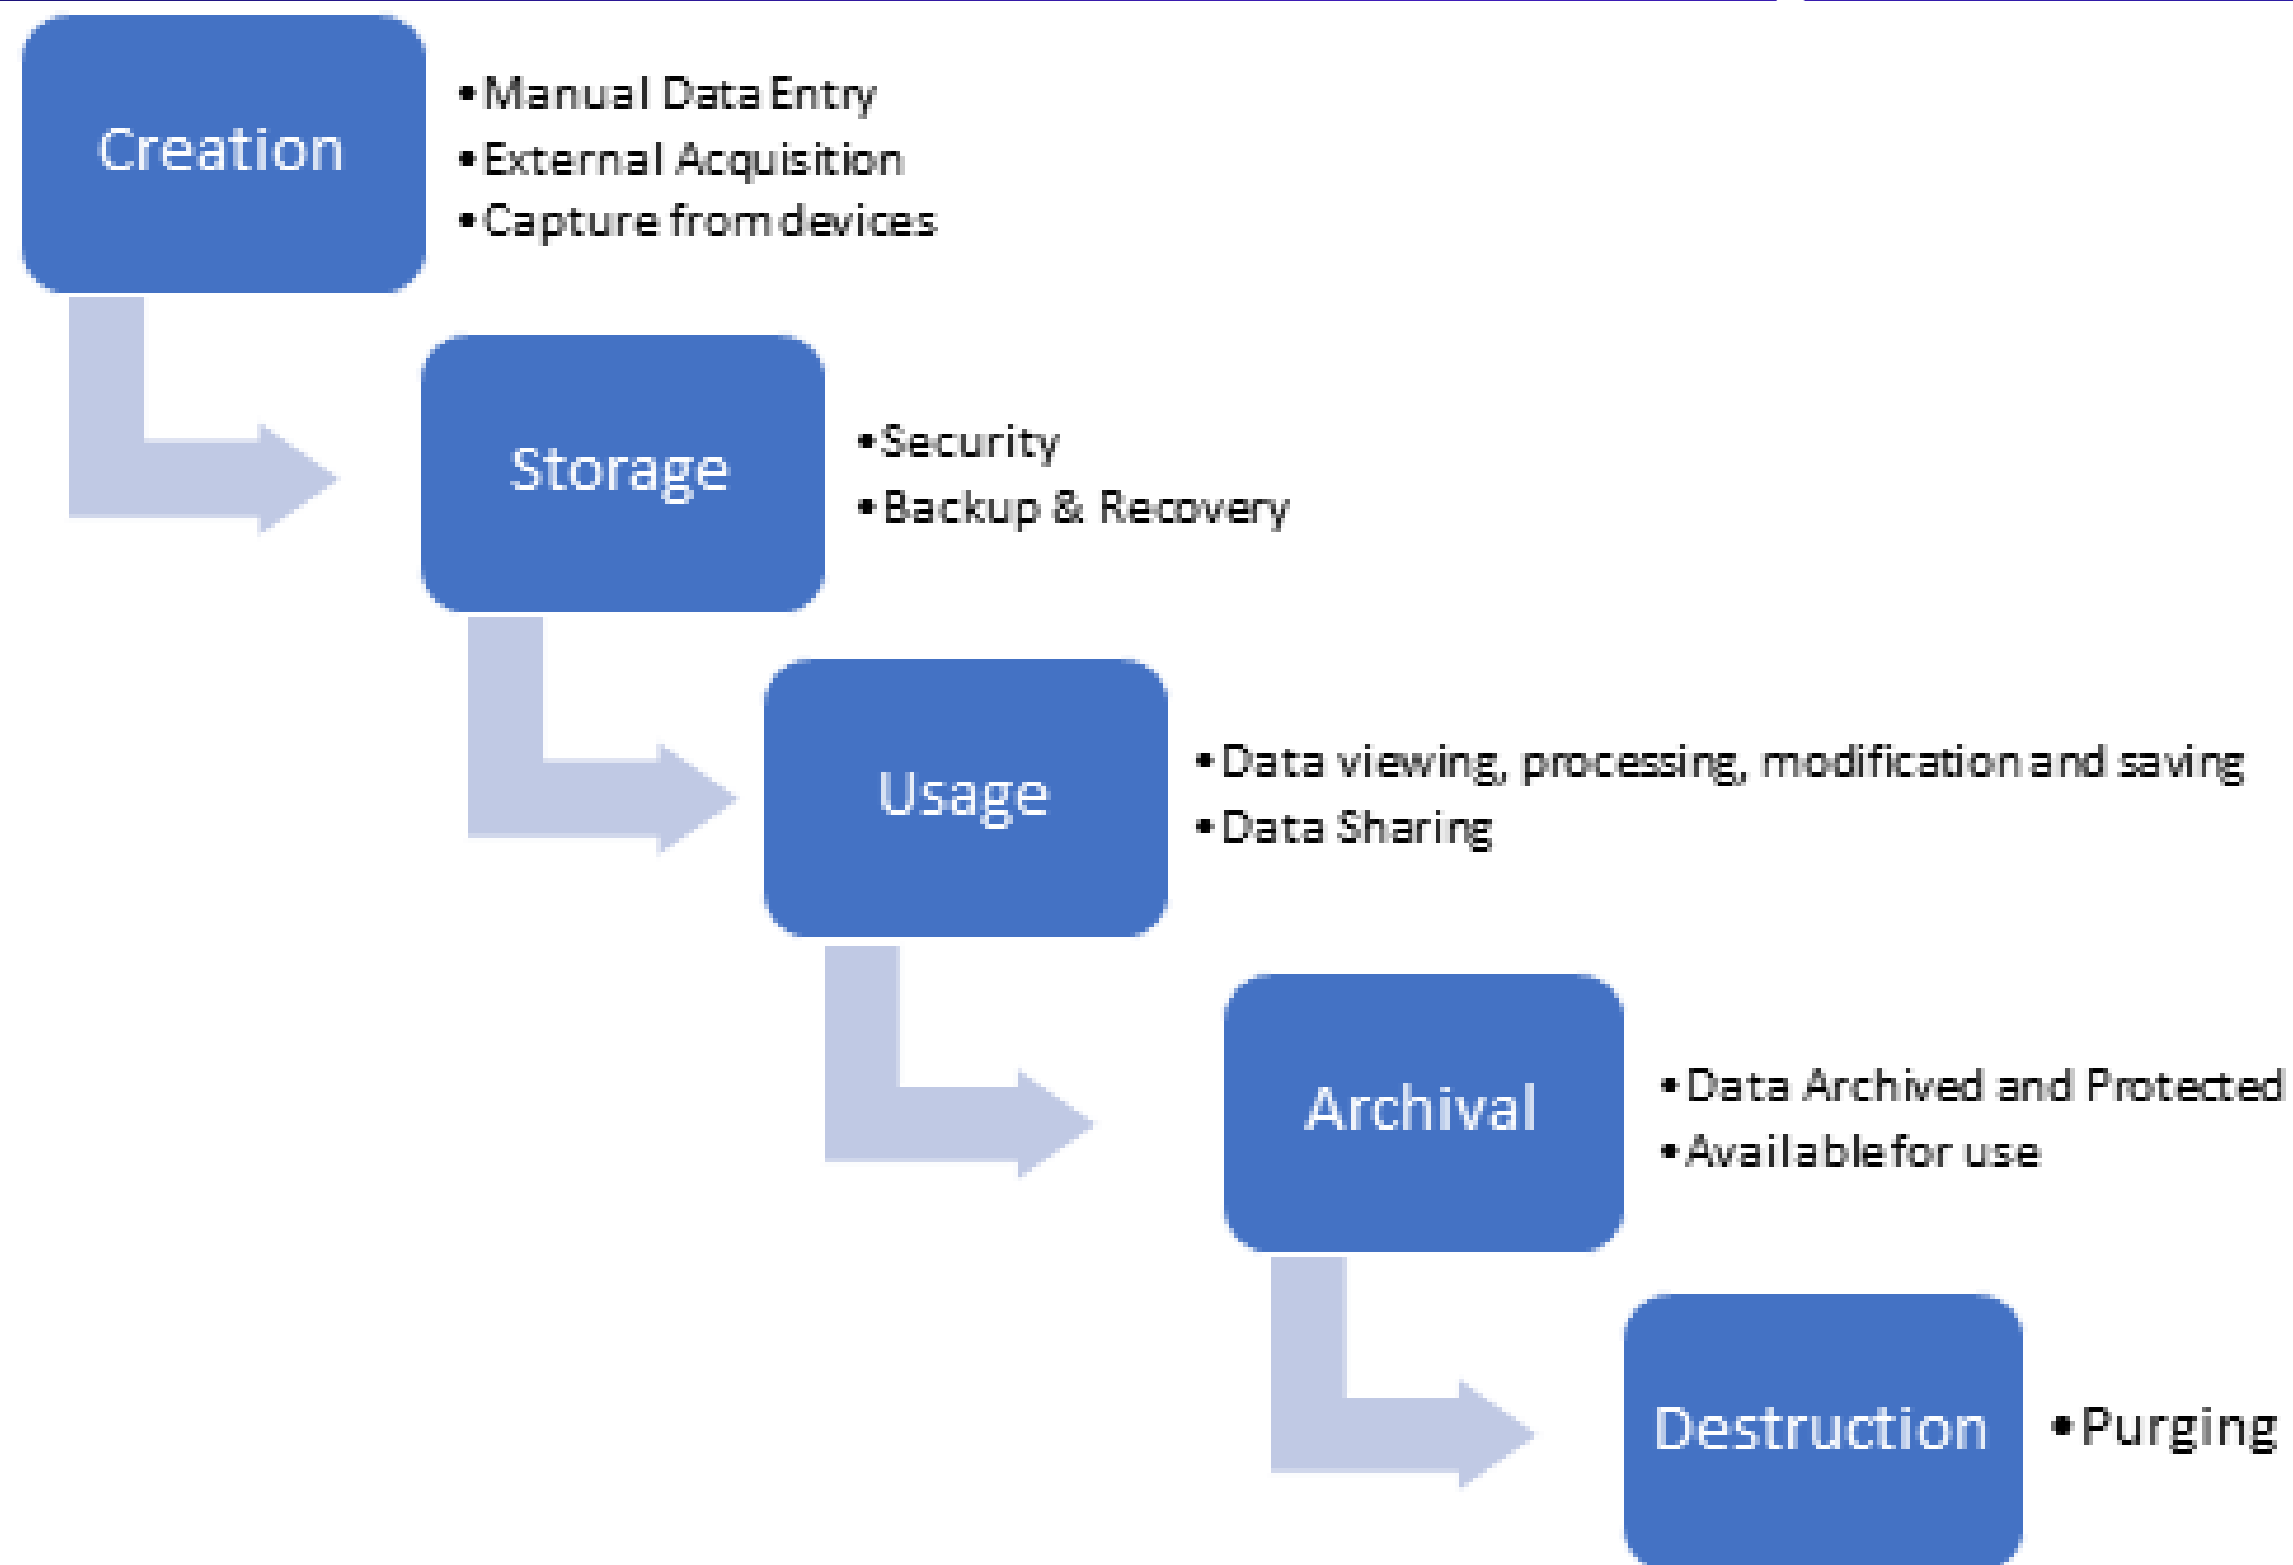 Creation
•Manual Data Entry
•External Acquisition
•Capture from devices
Storage
•Security
•Backup & Recovery
Usage
•Data viewing, processing, modification and saving
•Data Sharing
Archival
•Data Archived and Protected
•Available for use
Destruction
•Purging